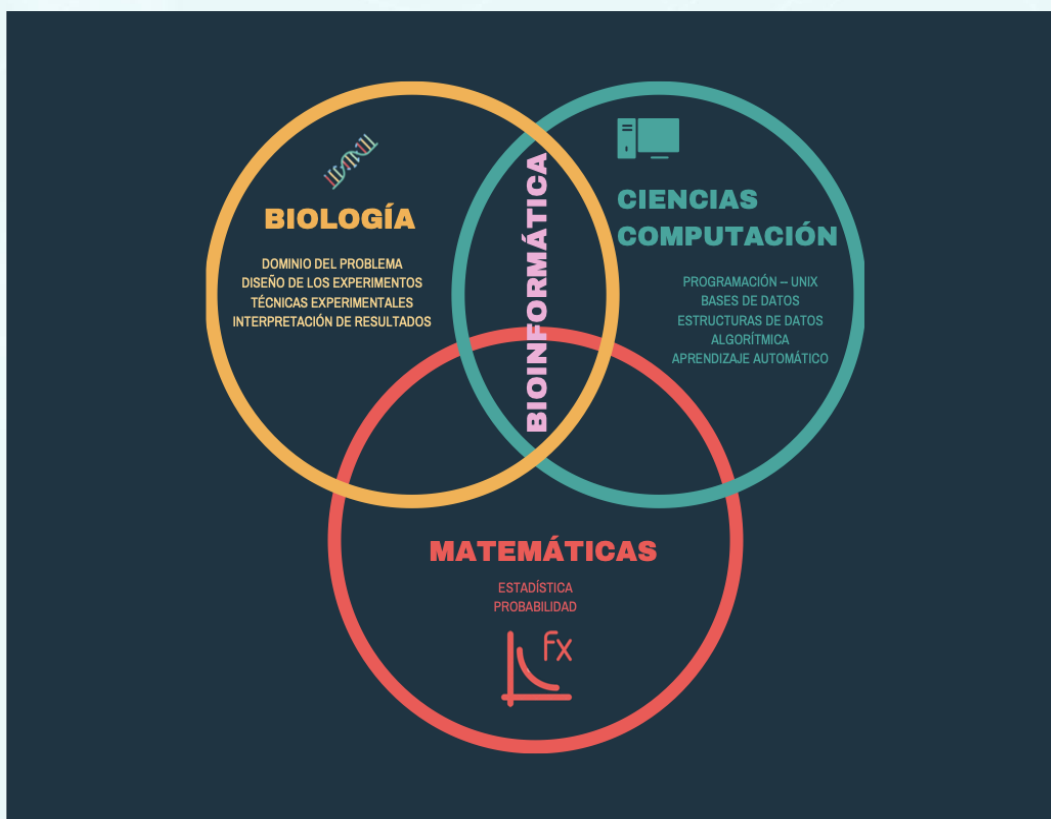 BIOLOGÍA
DOMINIO DEL PROBLEMA
DISEÑO DE LOS EXPERIMENTOS
TÉCNICAS EXPERIMENTALES
INTERPRETACIÓN DE RESULTADOS
BIOINFORMÁTICA
CIENCIAS
COMPUTACIÓN
PROGRAMACIÓN – UNIX
BASES DE DATOS
ESTRUCTURAS DE DATOS
ALGORÍTMICA
APRENDIZAJE AUTOMÁTICO
MATEMÁTICAS
ESTADÍSTICA
PROBABILIDAD
Fx